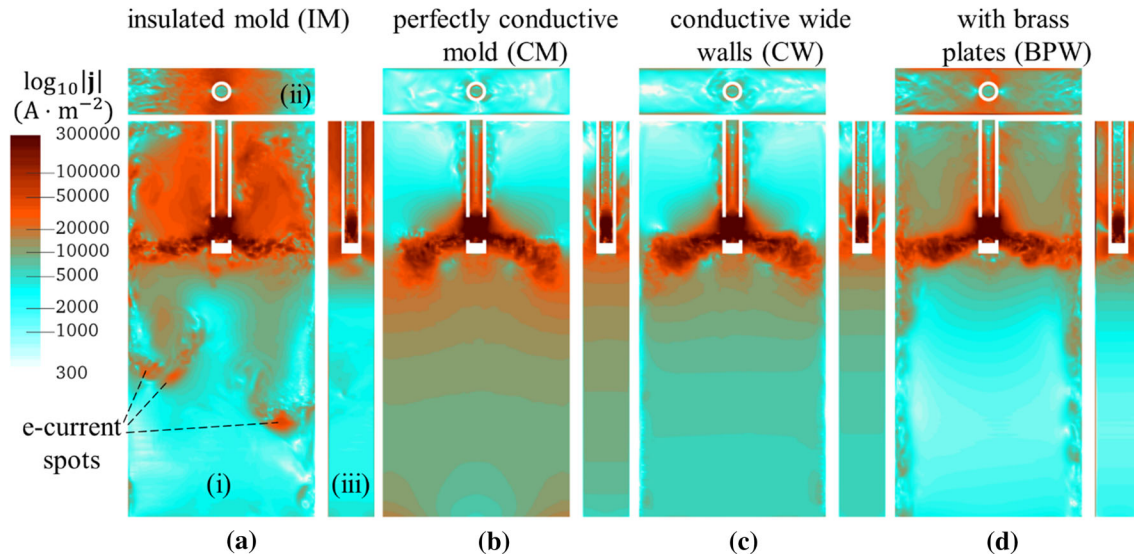 insulated mold (IM)
perfectly conductive
mold (CM)
conductive wide
walls (CW)
with brass
plates (BPW)
log10|j|
(A · m−2)
300000
100000
50000
20000
10000
5000
2000
1000
300
(ii)
e-current
spots
(i)
(iii)
(a)
(b)
(c)
(d)